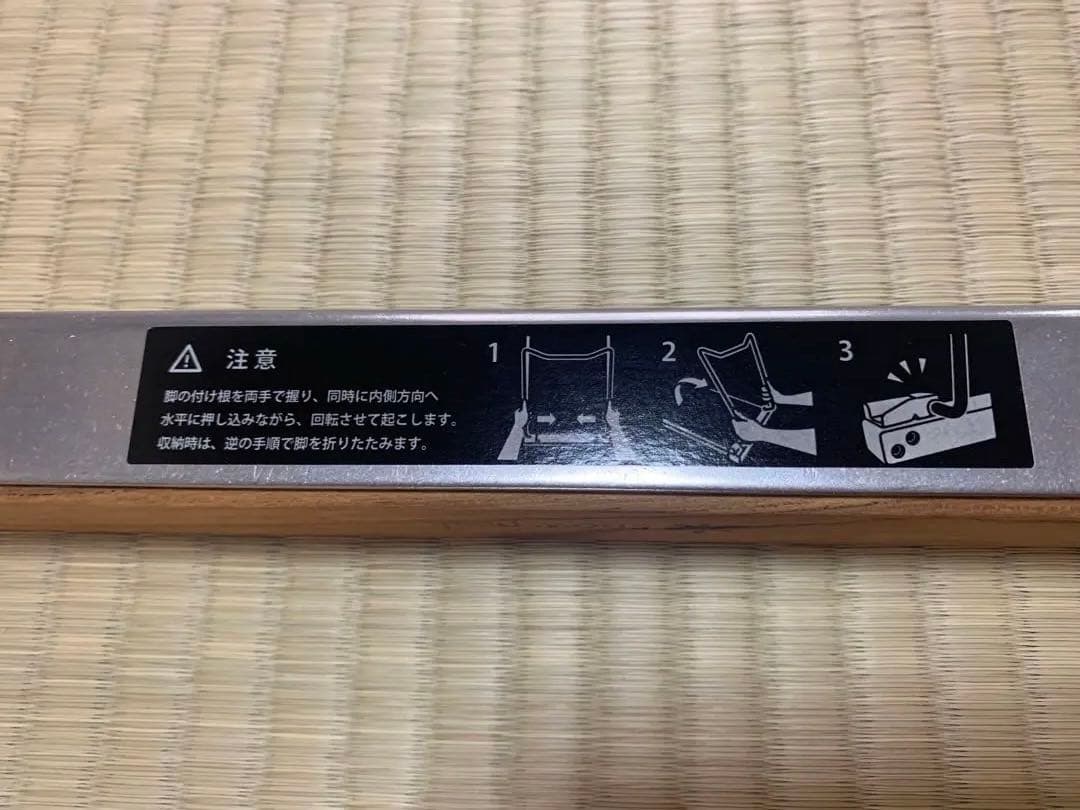 注意
脚の付け根を両手で握り、同時に内側方向へ
水平に押し込みながら、回転させて起こします。
収納時は、逆の手順で脚を折りたたみます。
1
2
3